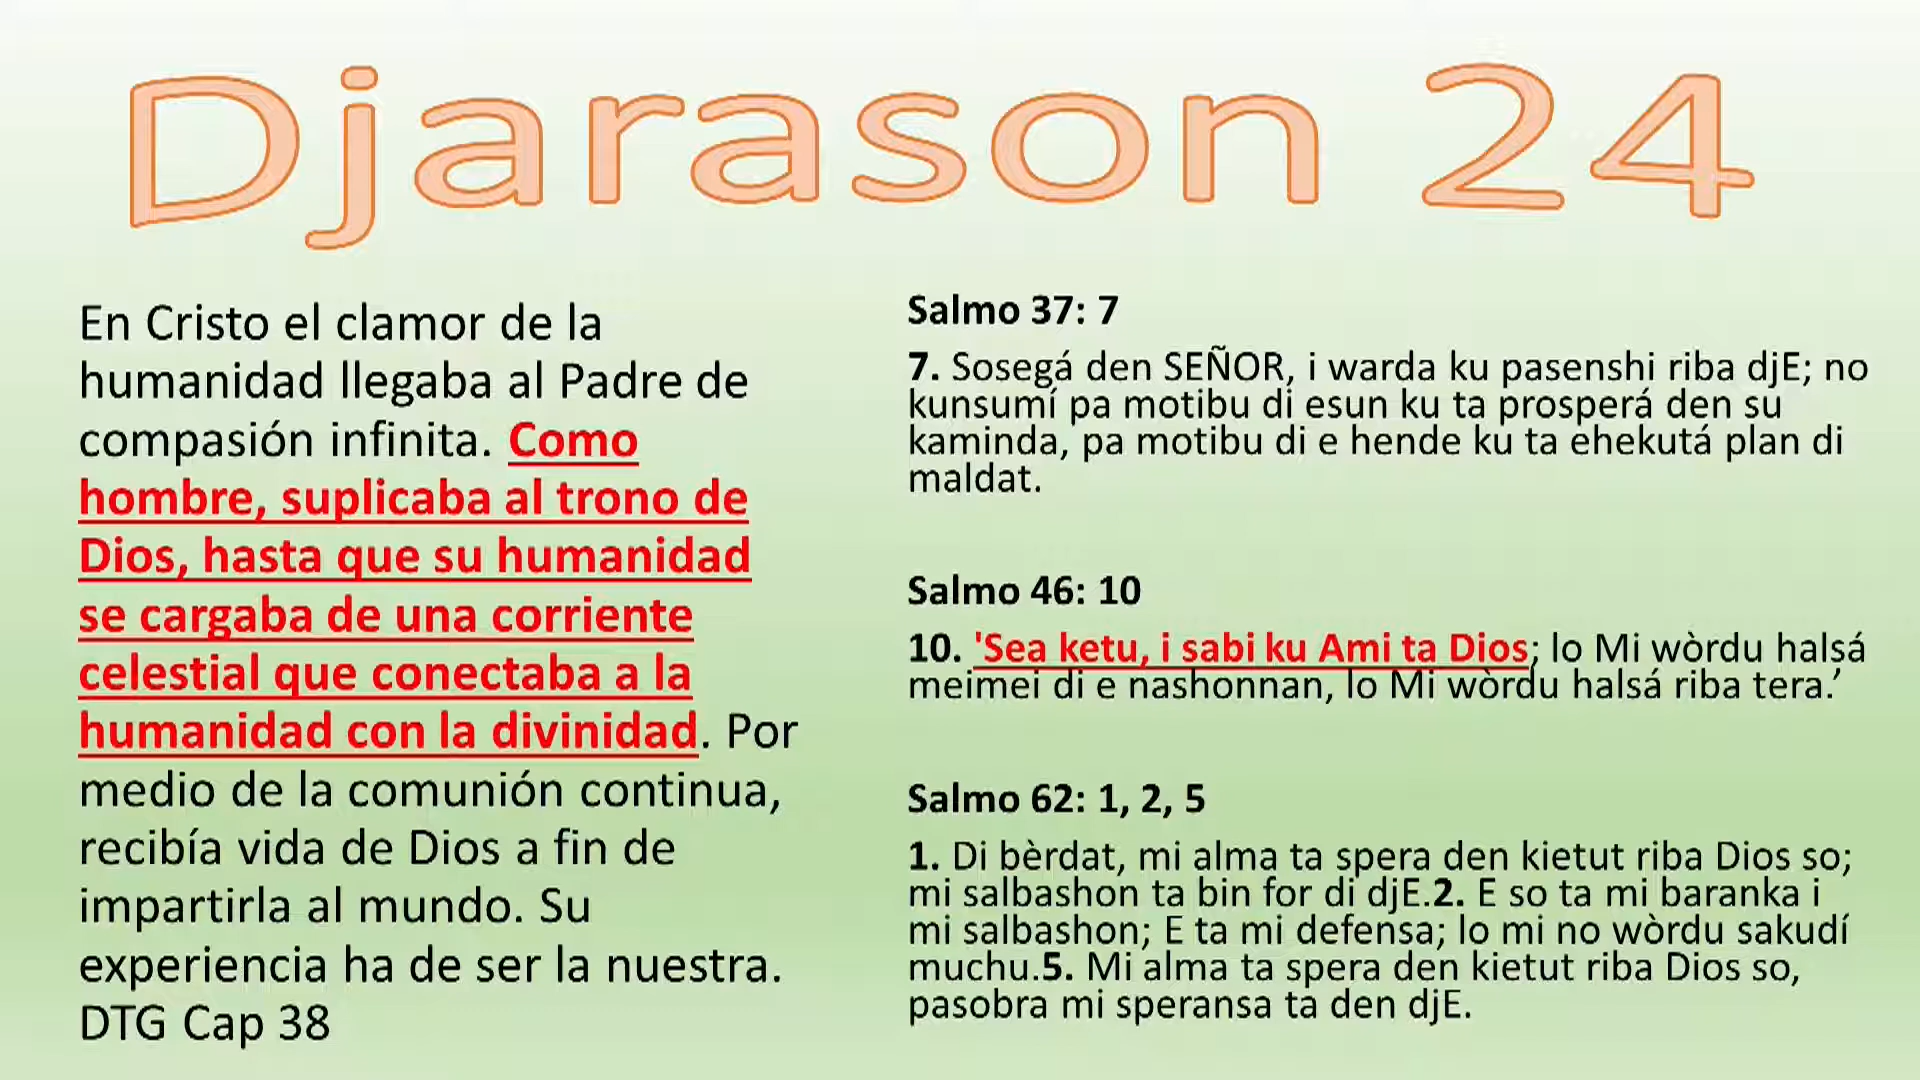 Djarason 24
En Cristo el clamor de la
humanidad llegaba al Padre de
compasión infinita. Como
hombre, suplicaba al trono de
Dios, hasta que su humanidad
se cargaba de una corriente
celestial que conectaba a la
humanidad con la divinidad. Por
medio de la comunión continua,
recibía vida de Dios a fin de
impartirla al mundo. Su
experiencia ha de ser la nuestra.
DTG Cap 38
Salmo 37: 7
7. Sosegá den SEÑOR, i warda ku pasenshi riba djE; no
kunsumí pa motibu di esun ku ta prosperá den su
kaminda, pa motibu di e hende ku ta ehekutá plan di
maldat.
Salmo 46: 10
10. 'Sea ketu, i sabi ku Ami ta Dios; lo Mi wòrdu halsá
meimei di e nashonnan, lo Mi wòrdu halsá riba tera.’
Salmo 62: 1, 2, 5
1. Di bèrdat, mi alma ta spera den kietut riba Dios so;
mi salbashon ta bin for di djE.2. E so ta mi baranka i
mi salbashon; E ta mi defensa; lo mi no wòrdu sakudí
muchu.5. Mi alma ta spera den kietut riba Dios so,
pasobra mi speransa ta den djE.